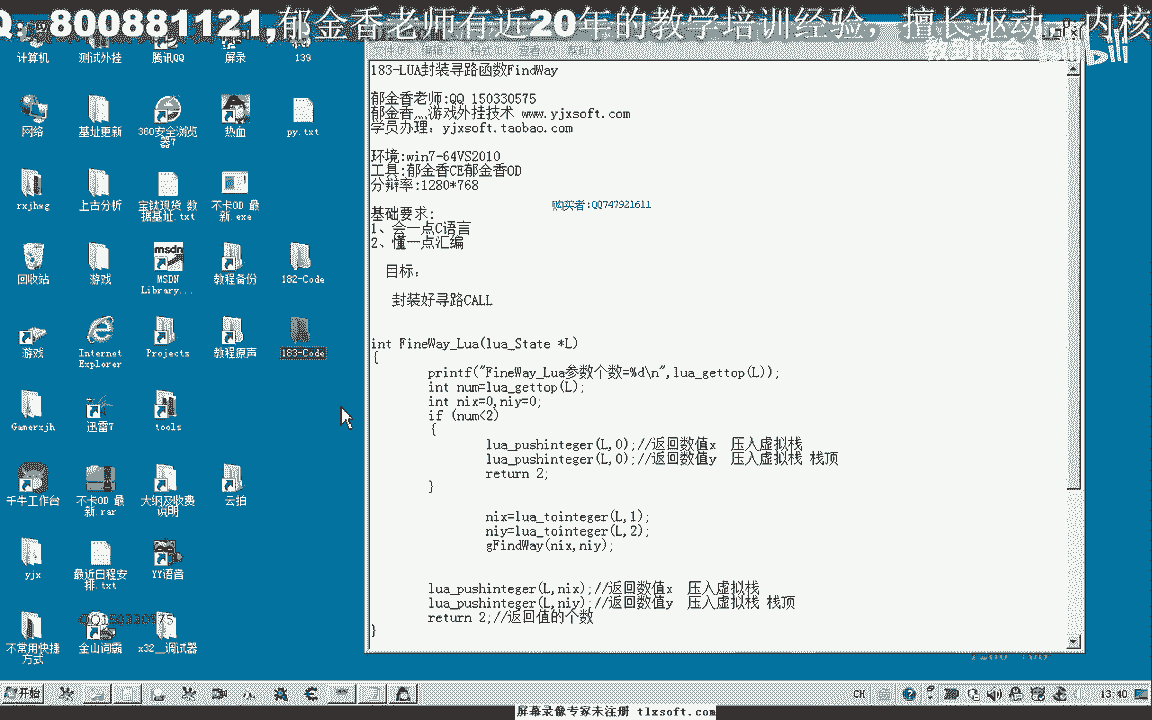 Q: 800881121,郁金香老师有近20年的教学培训经验，擅长驱动、内核
教到你会
bilibili
计算机
测试外挂
腾讯QQ
屏录
139
网络
基址更新
360安全浏览器7
热血
py.txt
rxjhwg
上古分析
宝钛现货 数据基址.txt
不卡OD 最新.exe
回收站
游戏
MSDN Library...
教程备份
182-Code
游戏
Internet Explorer
Projects
教程原声
183-Code
Gamerxjh
迅雷7
tools
千牛工作台
不卡OD 最新.rar
大纲及收费说明
云拍
yjx
最近日程安排.txt
YY语音
QQ150330575
不常用快捷方式
金山词霸
x32__调试器
183-LUA封装寻路函数FindWay
郁金香老师:QQ 150330575
郁金香灬游戏外挂技术 www.yjxsoft.com
学员办理：yjxsoft.taobao.com
环境:win7-64VS2010
工具:郁金香CE郁金香OD
分辩率:1280*768
购买者:QQ747921611
基础要求:
1、会一点C语言
2、懂一点汇编
目标：
封装好寻路CALL
int FineWay_Lua(lua_State *L)
{
printf("FineWay_Lua参数个数=%d\n",lua_gettop(L));
int num=lua_gettop(L);
int nix=0,niy=0;
if (num<2)
{
lua_pushinteger(L,0);//返回数值x  压入虚拟栈
lua_pushinteger(L,0);//返回数值y  压入虚拟栈 栈顶
return 2;
}
nix=lua_tointeger(L,1);
niy=lua_tointeger(L,2);
gFindWay(nix,niy);
lua_pushinteger(L,nix);//返回数值x  压入虚拟栈
lua_pushinteger(L,niy);//返回数值y  压入虚拟栈 栈顶
return 2;//返回值的个数
}
开始
CH
13:40
屏幕录像专家未注册 tlxsoft.com